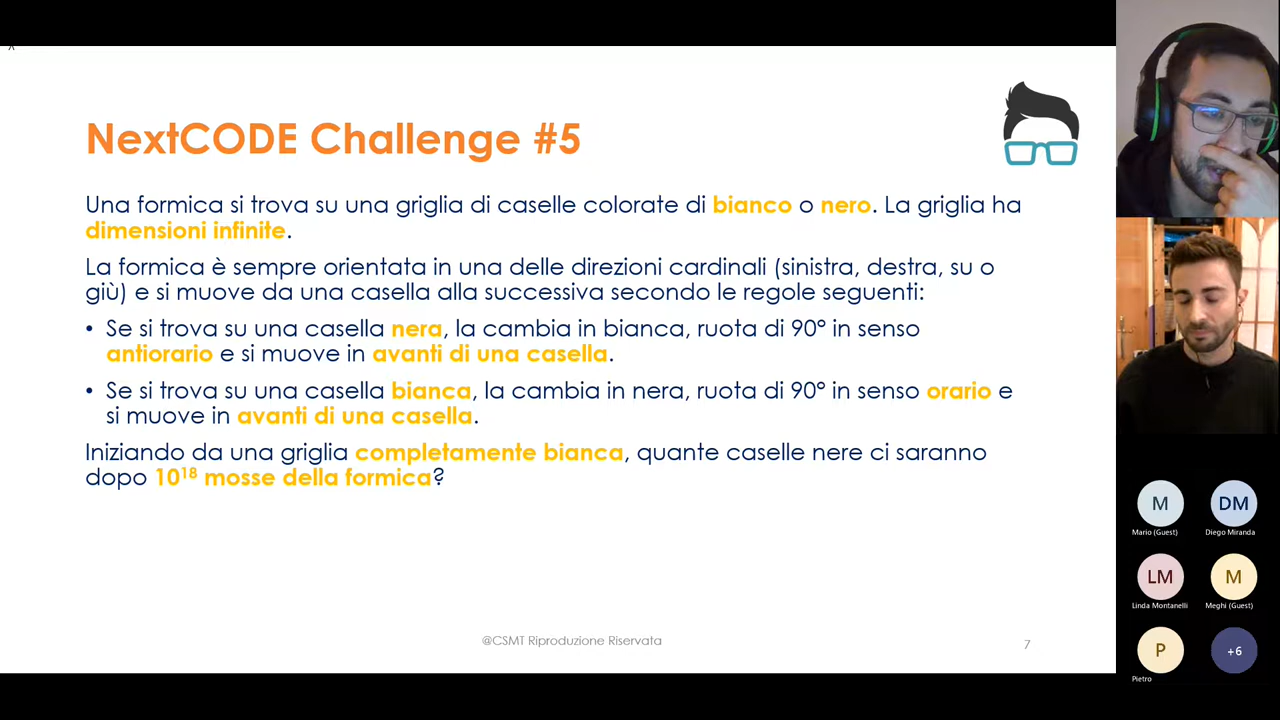 NextCODE Challenge #5
Una formica si trova su una griglia di caselle colorate di bianco o nero. La griglia ha
dimensioni infinite.
La formica è sempre orientata in una delle direzioni cardinali (sinistra, destra, su o
giù) e si muove da una casella alla successiva secondo le regole seguenti:
• Se si trova su una casella nera, la cambia in bianca, ruota di 90° in senso
antiorario e si muove in avanti di una casella.
• Se si trova su una casella bianca, la cambia in nera, ruota di 90° in senso orario e
si muove in avanti di una casella.
Iniziando da una griglia completamente bianca, quante caselle nere ci saranno
dopo 10¹⁸ mosse della formica?
@CSMT Riproduzione Riservata
7
M
DM
Mario (Guest)
Diego Miranda
LM
M
Linda Montanelli
Meghi (Guest)
P
+6
Pietro